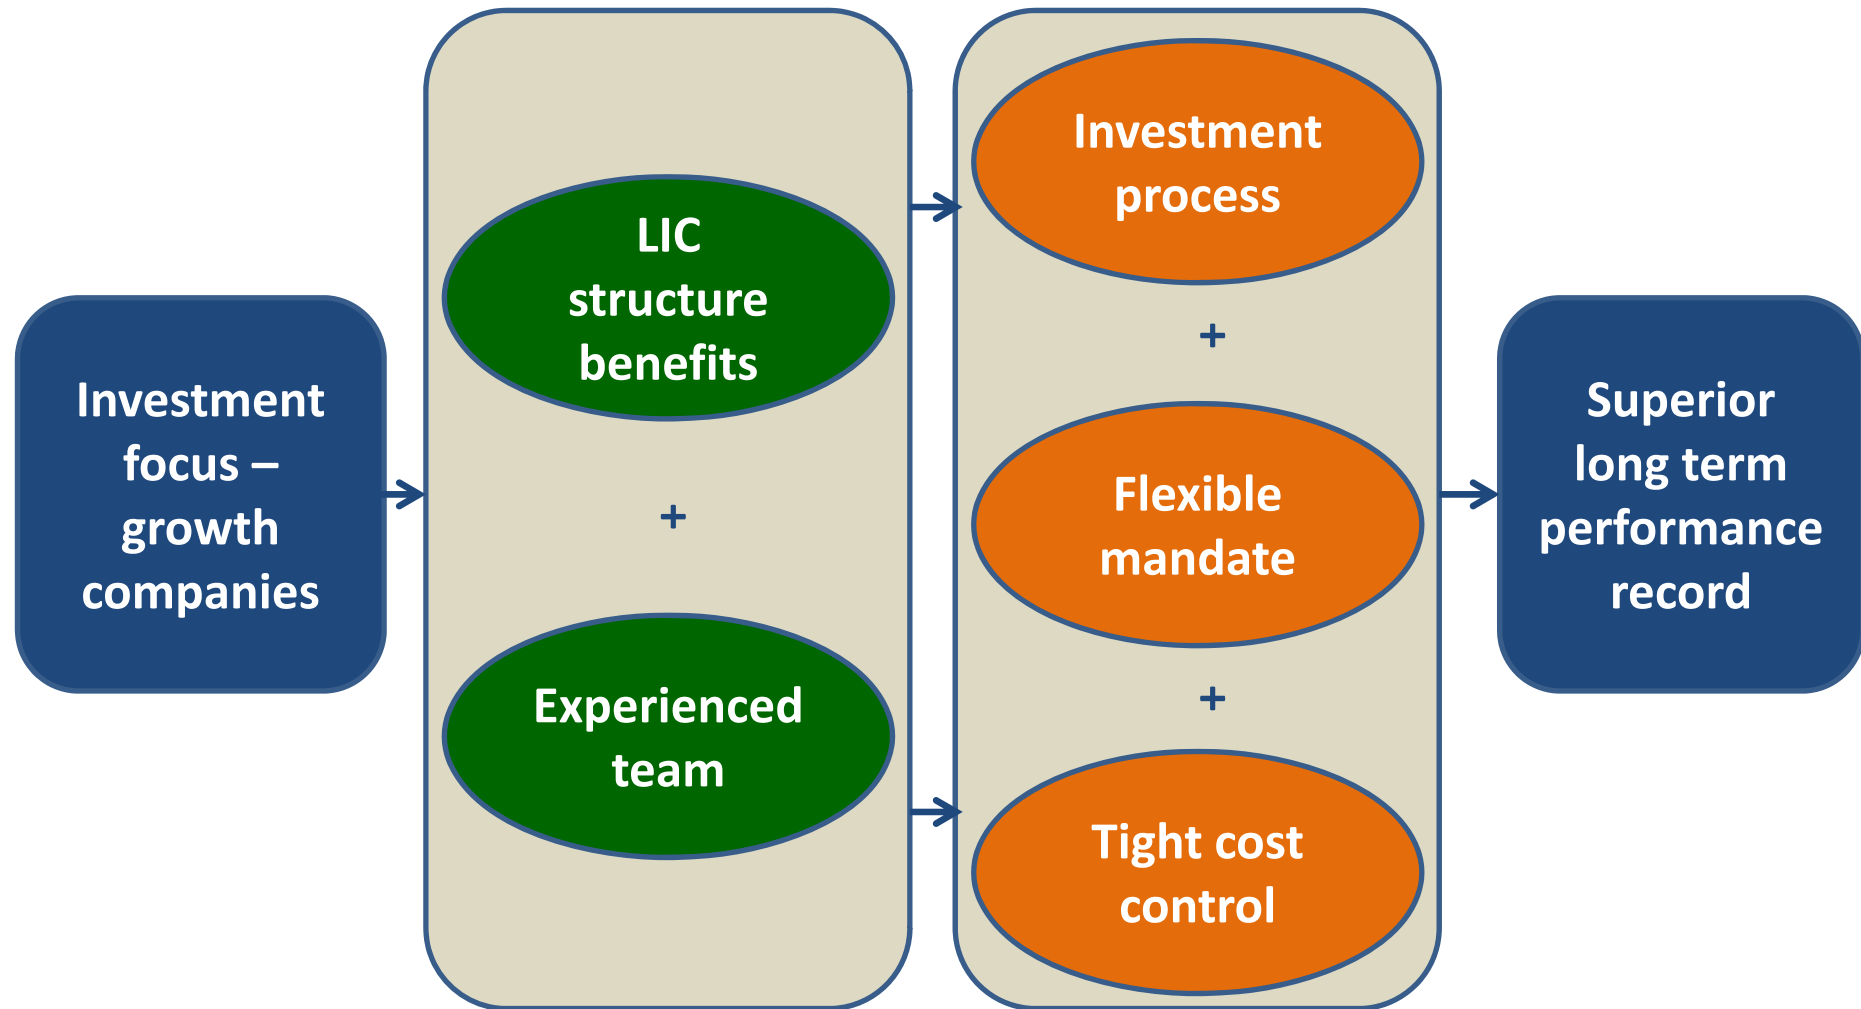 Investment
focus –
growth
companies
LIC
structure
benefits
+
Experienced
team
Investment
process
+
Flexible
mandate
+
Tight cost
control
Superior
long term
performance
record